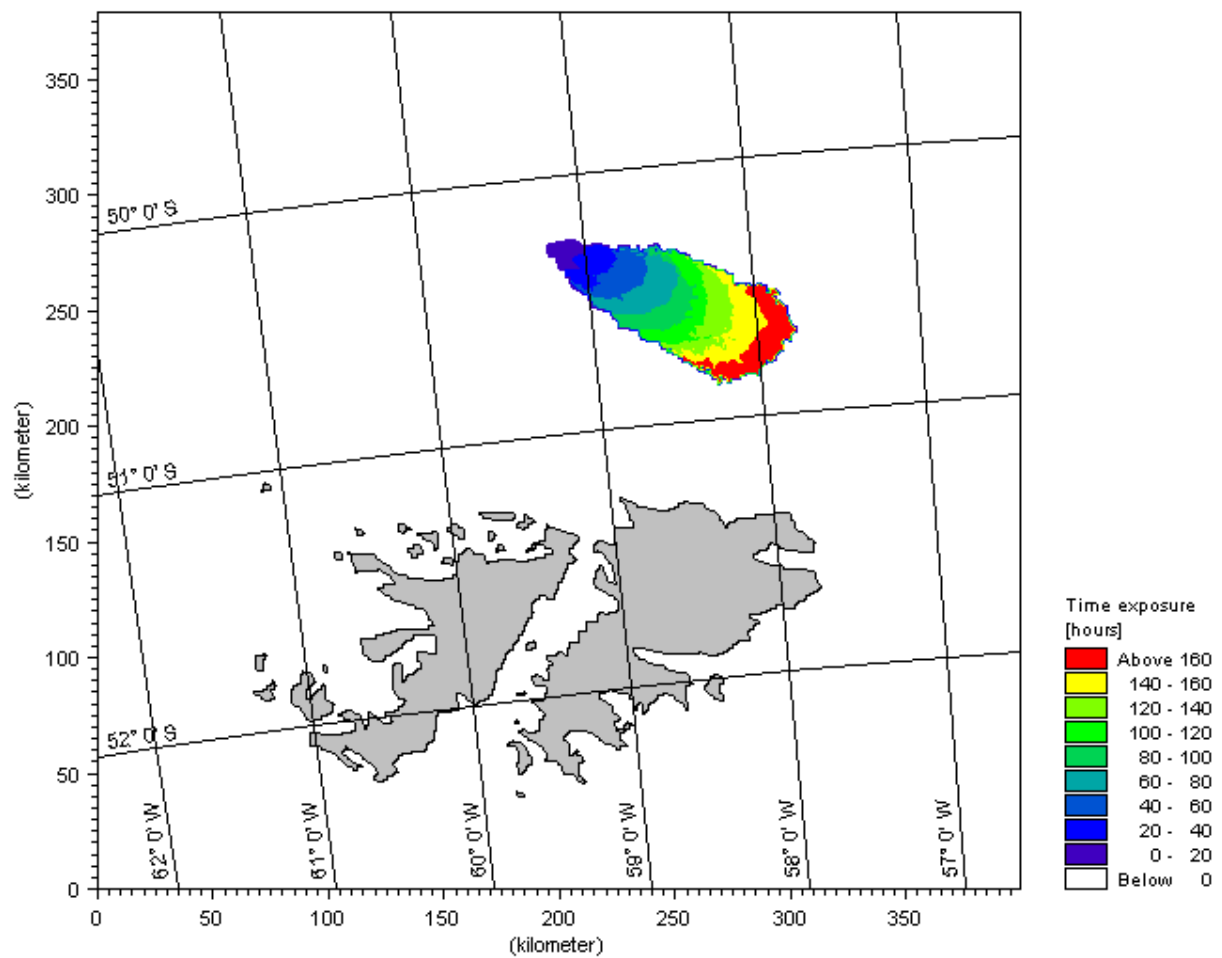 350
300
250
200
150
100
50
0
(kilometer)
50° 0' S
51° 0' S
52° 0' S
62° 0' W
61° 0' W
60° 0' W
59° 0' W
58° 0' W
57° 0' W
0 50 100 150 200 250 300 350
(kilometer)
Time exposure
[hours]
Above 160
140 - 160
120 - 140
100 - 120
80 - 100
60 - 80
40 - 60
20 - 40
0 - 20
Below 0